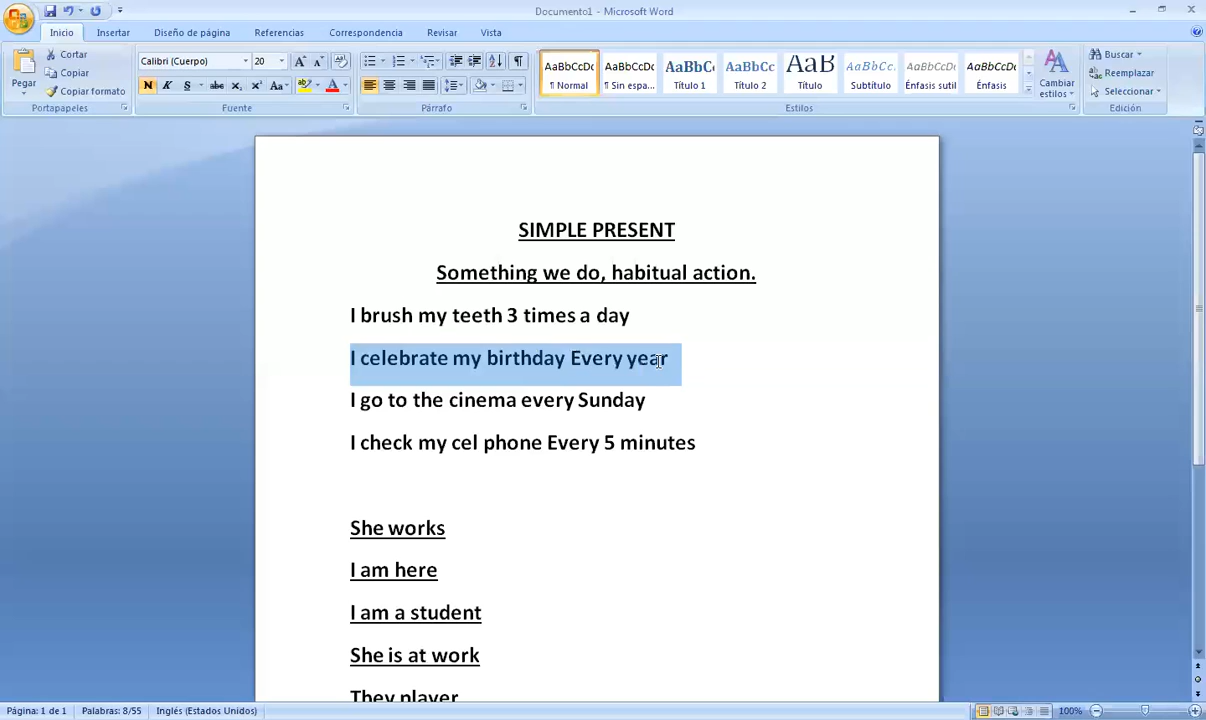 Documento1 - Microsoft Word
Inicio Insertar Diseño de página Referencias Correspondencia Revisar Vista
Pegar
Cortar
Copiar
Copiar formato
Portapapeles
Calibri (Cuerpo) 20
N K S abc x₂ x² Aa
Fuente
Párrafo
AaBbCcDc AaBbCcDc AaBbC AaBbCc AaB AaBbCc. AaBbCcDc AaBbCcDc
¶ Normal ¶ Sin espa... Título 1 Título 2 Título Subtítulo Énfasis sutil Énfasis
Cambiar estilos
Estilos
Buscar
Reemplazar
Seleccionar
Edición
SIMPLE PRESENT
Something we do, habitual action.
I brush my teeth 3 times a day
I celebrate my birthday Every year
I go to the cinema every Sunday
I check my cel phone Every 5 minutes
She works
I am here
I am a student
She is at work
They player
Página: 1 de 1 Palabras: 8/55 Inglés (Estados Unidos) 100%